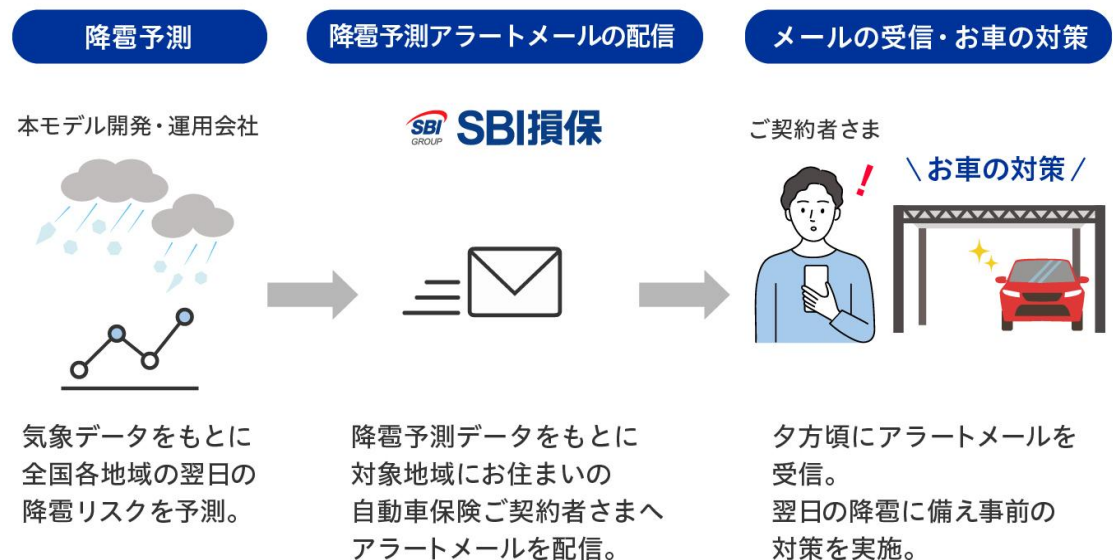 降雹予測
本モデル開発・運用会社
気象データをもとに
全国各地域の翌日の
降雹リスクを予測。
降雹予測アラートメールの配信
SBI
GROUP
SBI損保
降雹予測データをもとに
対象地域にお住まいの
自動車保険ご契約者さまへ
アラートメールを配信。
メールの受信・お車の対策
ご契約者さま
\お車の対策/
夕方頃にアラートメールを
受信。
翌日の降雹に備え事前の
対策を実施。